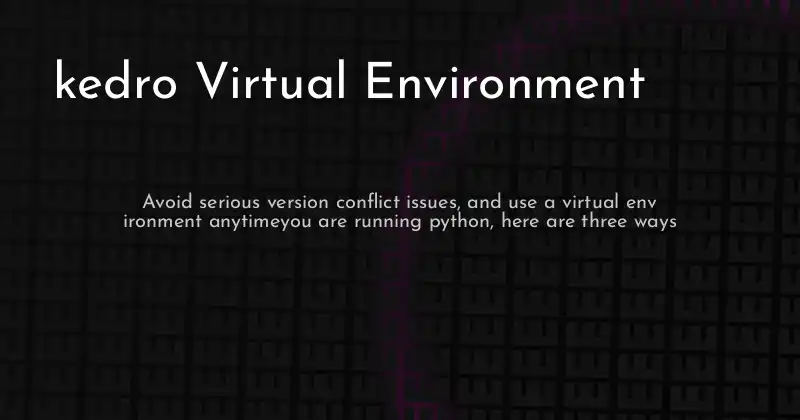 kedro Virtual Environment
Avoid serious version conflict issues, and use a virtual env
ironment anytimeyou are running python, here are three ways